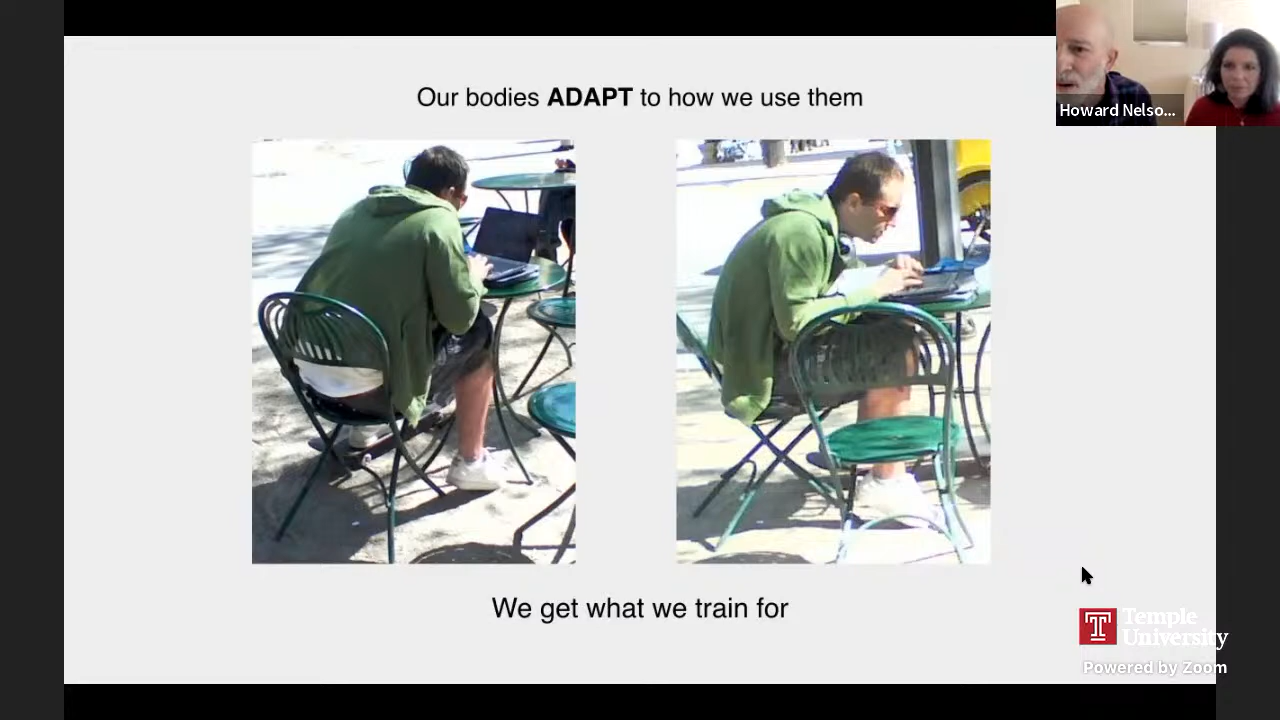 Our bodies ADAPT to how we use them
Howard Nelso...
We get what we train for
Temple
University
Powered by Zoom